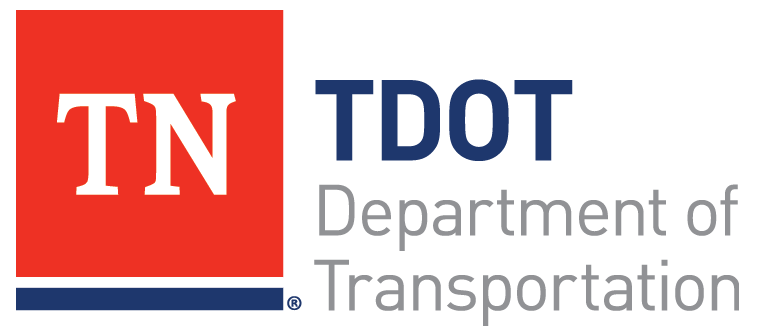 TN
TDOT
Department of
Transportation
®